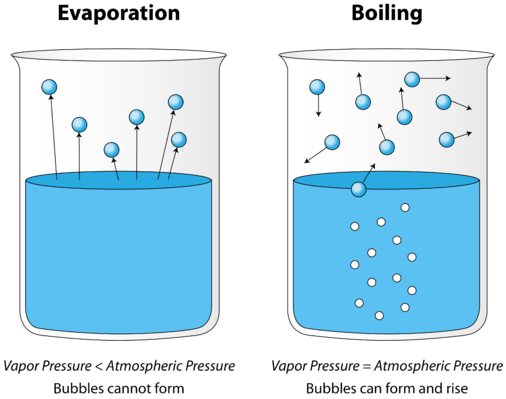 Evaporation
Boiling
Vapor Pressure < Atmospheric Pressure
Bubbles cannot form
Vapor Pressure = Atmospheric Pressure
Bubbles can form and rise